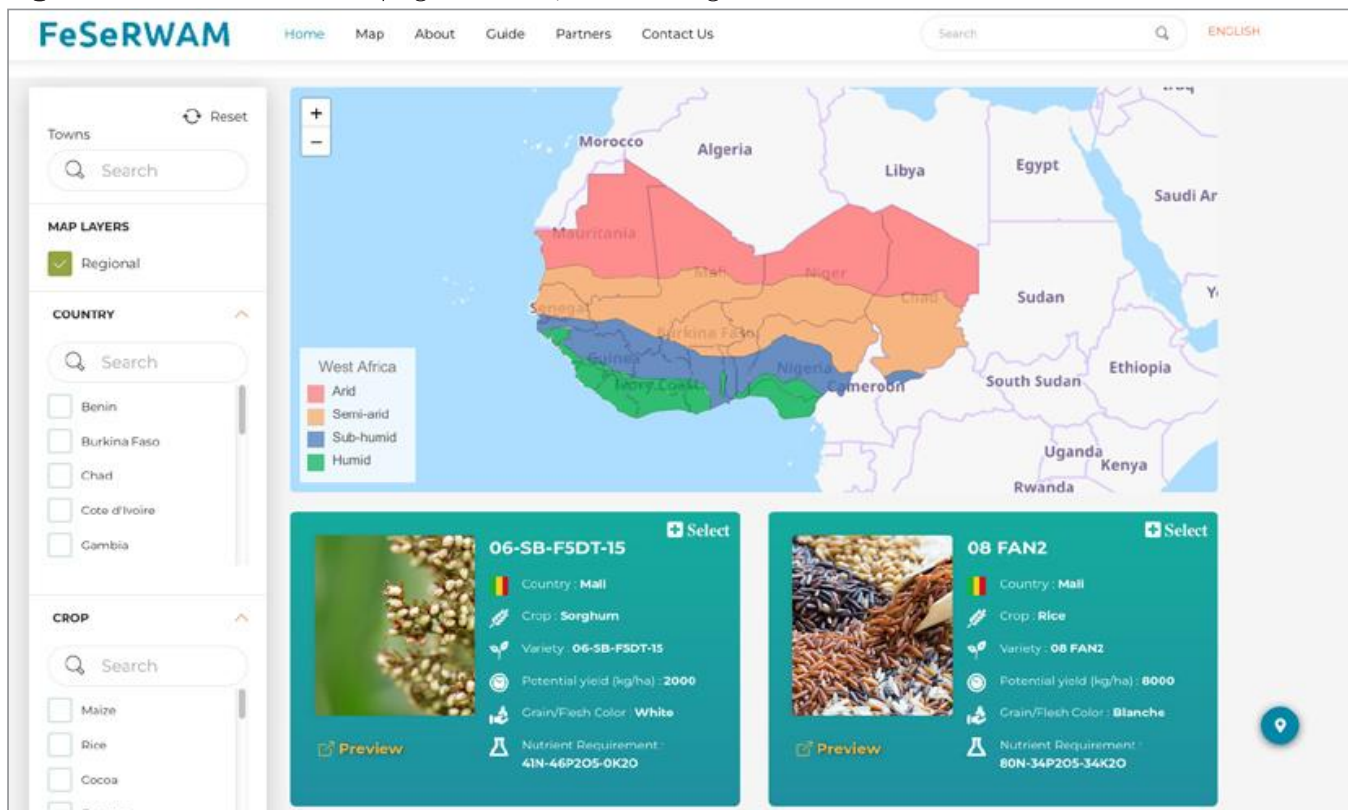 FeSeRWAM
Home Map About Guide Partners Contact Us
Search
ENGLISH
Reset
Towns
Search
MAP LAYERS
Regional
COUNTRY
Search
Benin
Burkina Faso
Chad
Cote d'Ivoire
Gambia
CROP
Search
Maize
Rice
Cocoa
+
−
Morocco
Algeria
Libya
Egypt
Saudi Ar
Mauritania
Mali
Niger
Chad
Sudan
Y
Senegal
Burkina Faso
Guinea
Ivory Coast
Nigeria
Cameroon
South Sudan
Ethiopia
Uganda
Kenya
Rwanda
West Africa
Arid
Semi-arid
Sub-humid
Humid
Select
06-SB-F5DT-15
Country : Mali
Crop : Sorghum
Variety : 06-SB-F5DT-15
Potential yield (kg/ha) : 2000
Grain/Flesh Color : White
Nutrient Requirement :
41N-46P2O5-0K2O
Preview
Select
08 FAN2
Country : Mali
Crop : Rice
Variety : 08 FAN2
Potential yield (kg/ha) : 8000
Grain/Flesh Color : Blanche
Nutrient Requirement :
80N-34P2O5-34K2O
Preview